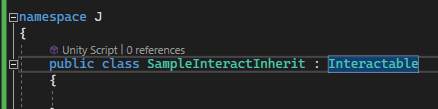 namespace J
{
Unity Script | 0 references
public class SampleInteractInherit : Interactable
{